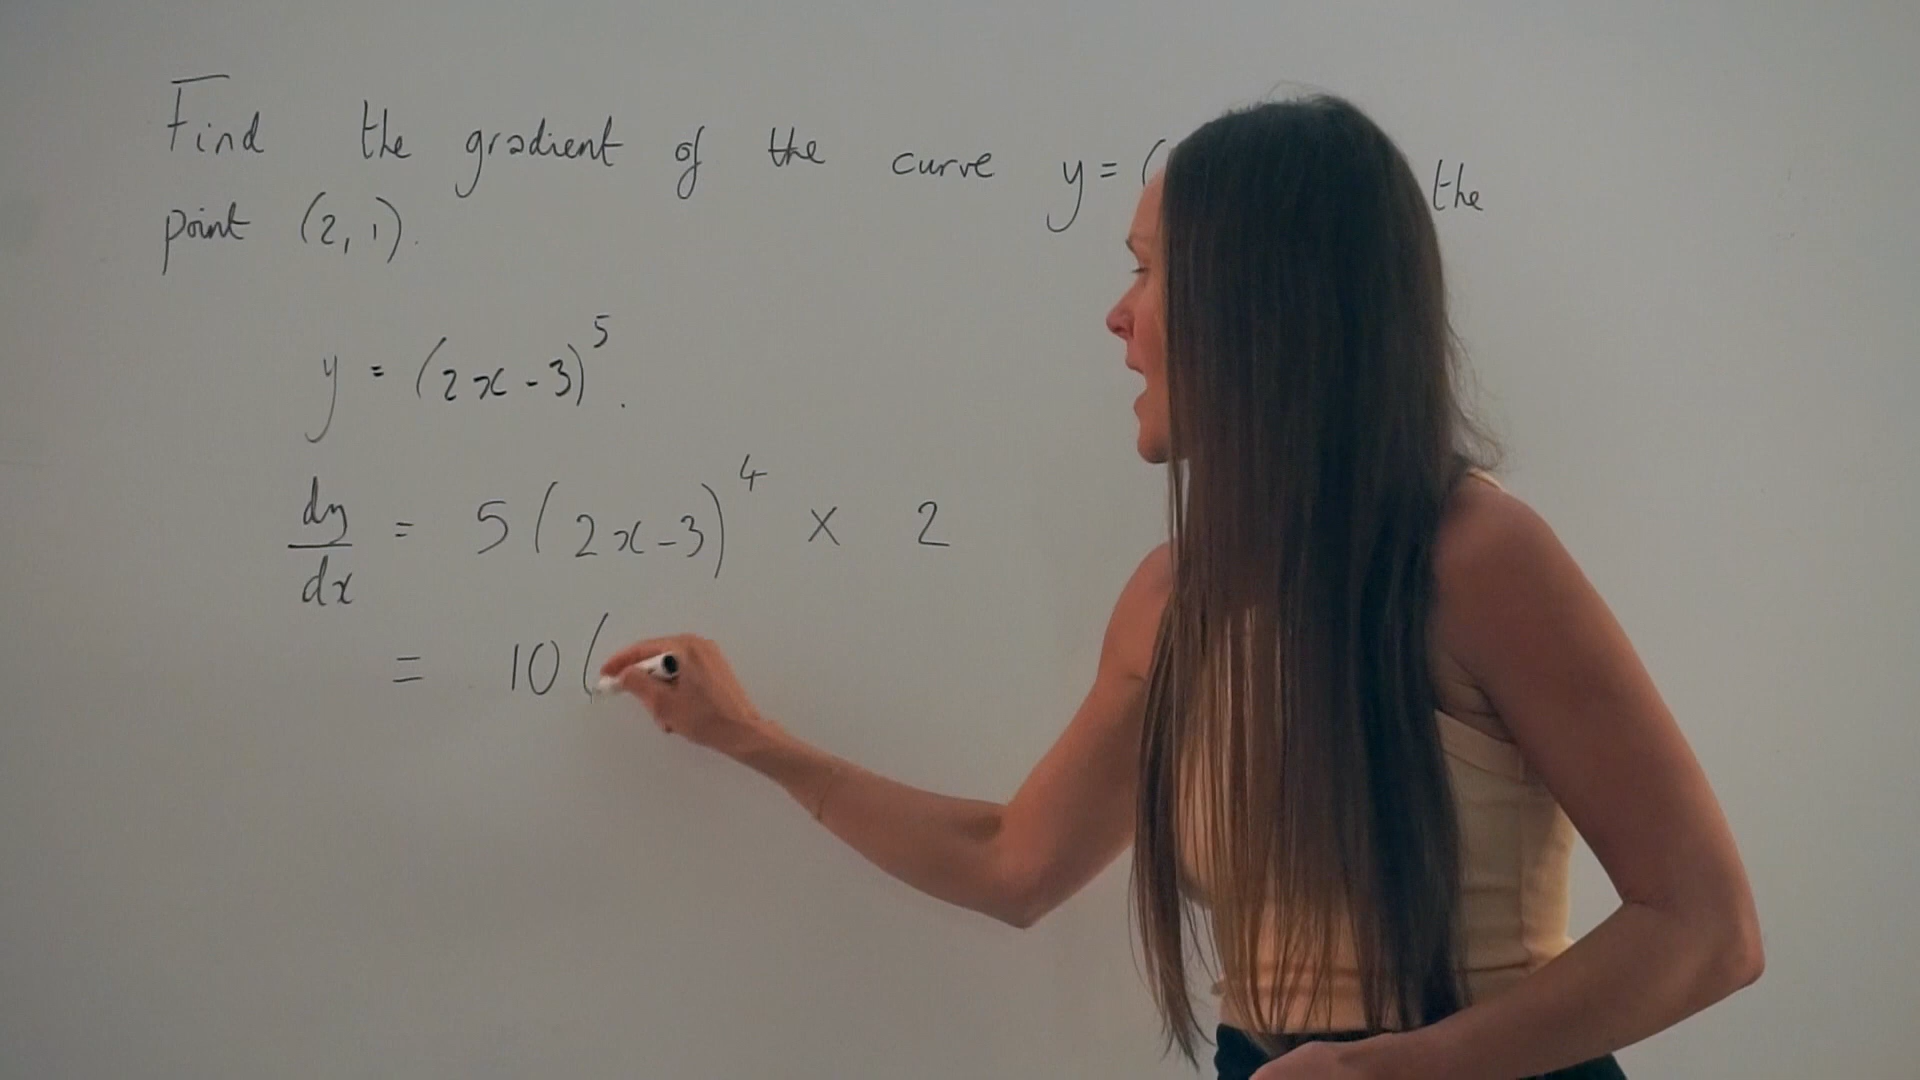 Find the gradient of the curve y = ( the
point (2, 1).
y = (2x - 3)^5.
dy/dx = 5(2x - 3)^4 × 2
= 10(